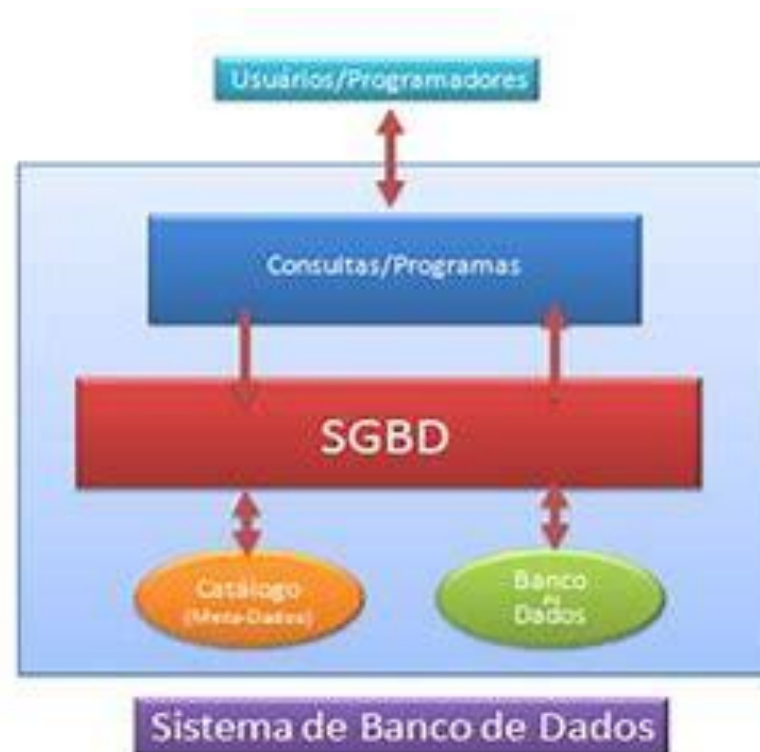 Usuários/Programadores
Consultas/Programas
SGBD
Catálogo
(Meta-Dados)
Banco
de
Dados
Sistema de Banco de Dados